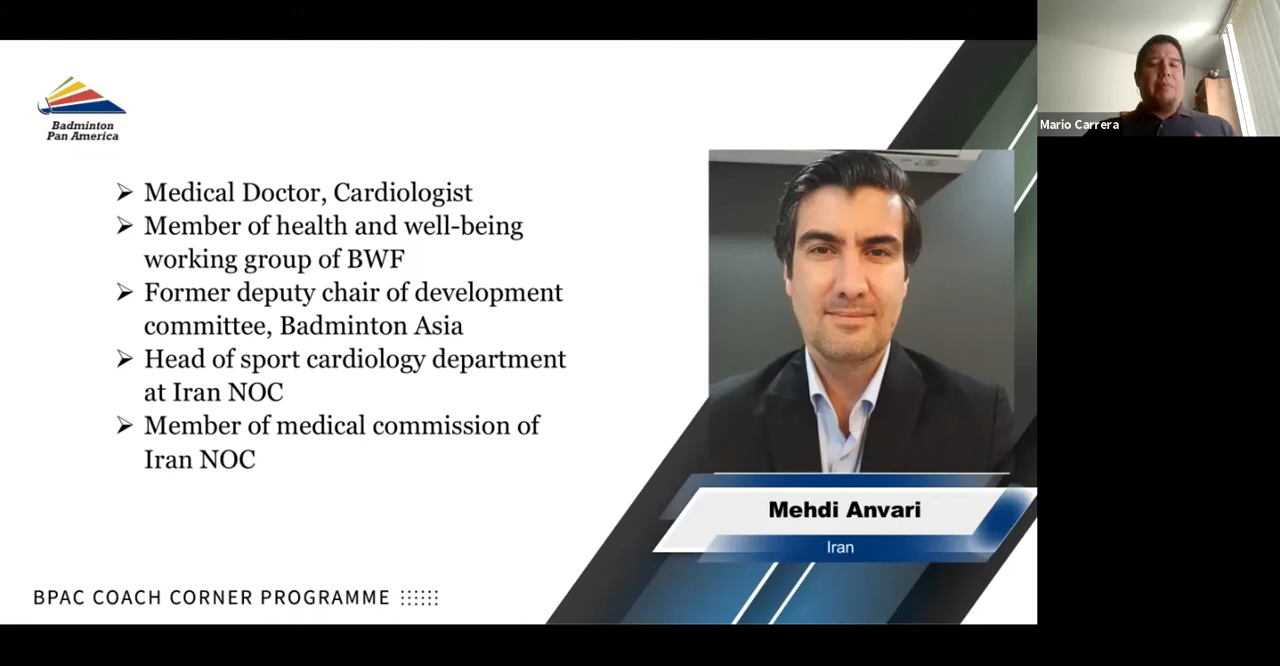 Badminton
Pan America
➢ Medical Doctor, Cardiologist
➢ Member of health and well-being
working group of BWF
➢ Former deputy chair of development
committee, Badminton Asia
➢ Head of sport cardiology department
at Iran NOC
➢ Member of medical commission of
Iran NOC
Mehdi Anvari
Iran
BPAC COACH CORNER PROGRAMME
Mario Carrera